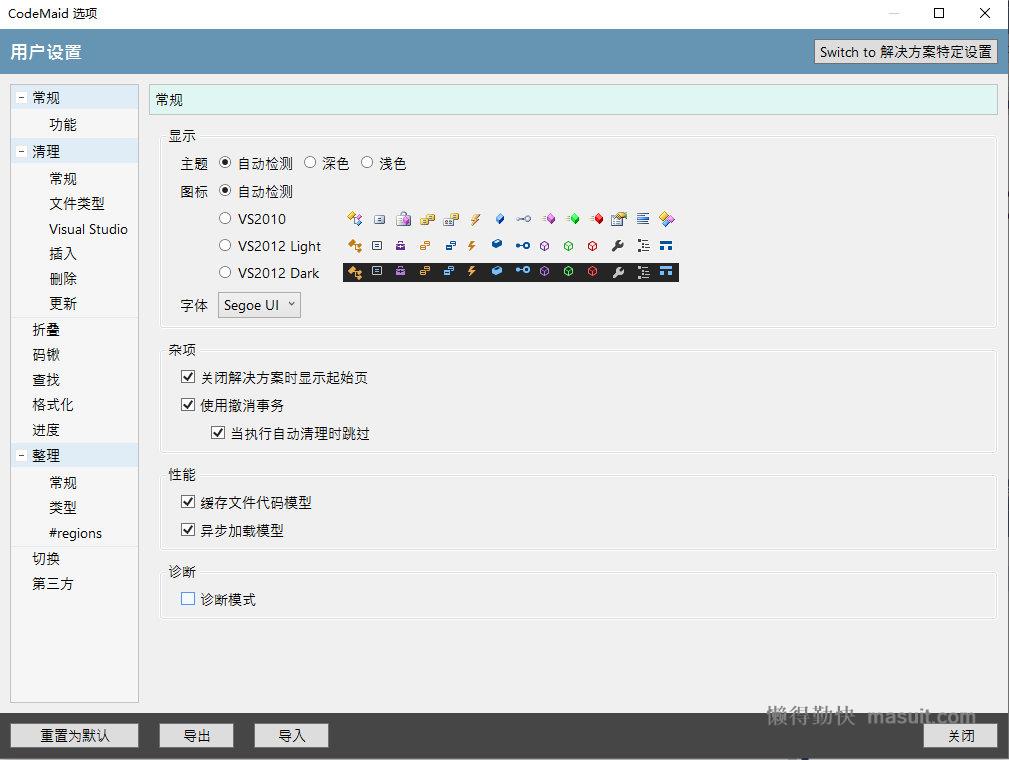 CodeMaid 选项
用户设置
Switch to 解决方案特定设置
常规
功能
清理
常规
文件类型
Visual Studio
插入
删除
更新
折叠
码锹
查找
格式化
进度
整理
常规
类型
#regions
切换
第三方
常规
显示
主题 自动检测 深色 浅色
图标 自动检测
VS2010
VS2012 Light
VS2012 Dark
字体 Segoe UI
杂项
关闭解决方案时显示起始页
使用撤消事务
当执行自动清理时跳过
性能
缓存文件代码模型
异步加载模型
诊断
诊断模式
懒得勤快 masuit.com
重置为默认 导出 导入 关闭